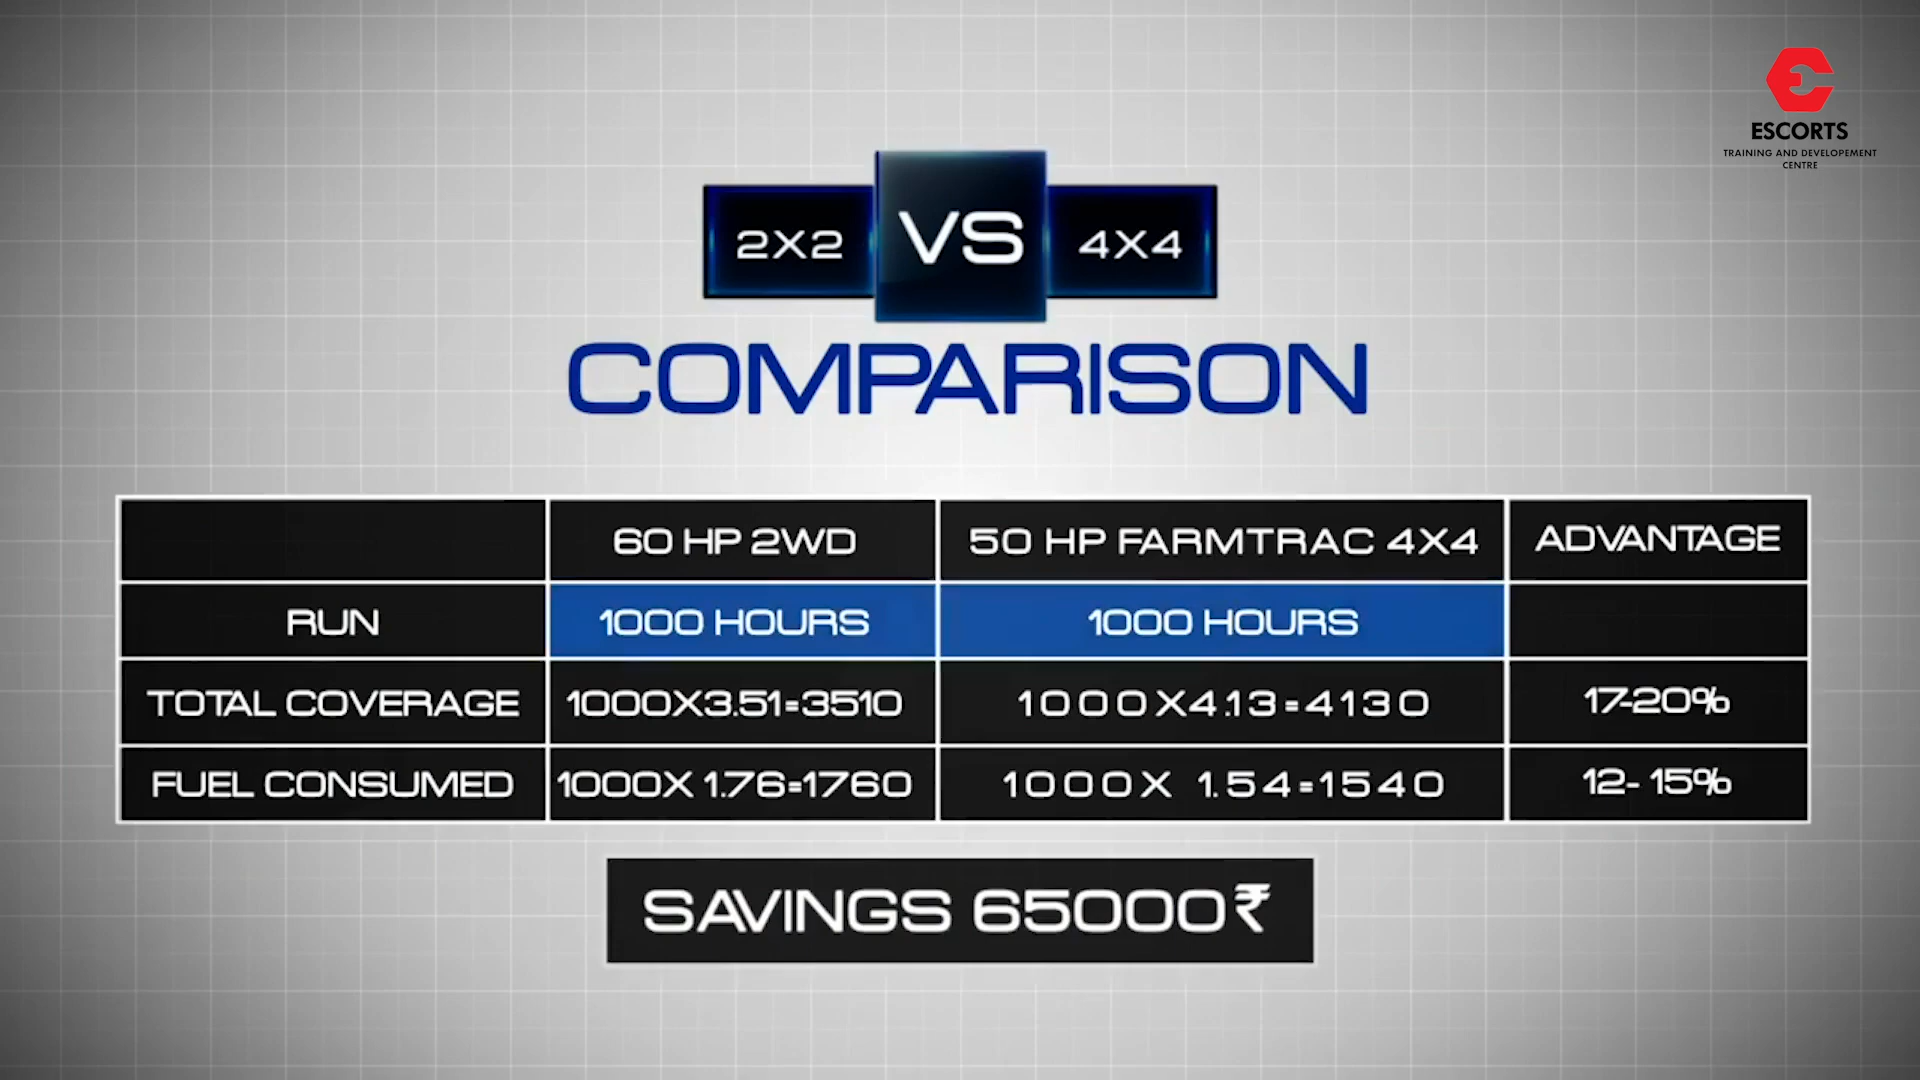 ESCORTS
TRAINING AND DEVELOPEMENT
CENTRE
2X2 VS 4X4
COMPARISON
60 HP 2WD 50 HP FARMTRAC 4X4 ADVANTAGE
RUN 1000 HOURS 1000 HOURS
TOTAL COVERAGE 1000X3.51=3510 1000X4.13=4130 17-20%
FUEL CONSUMED 1000X 1.76=1760 1000X 1.54=1540 12- 15%
SAVINGS 65000₹